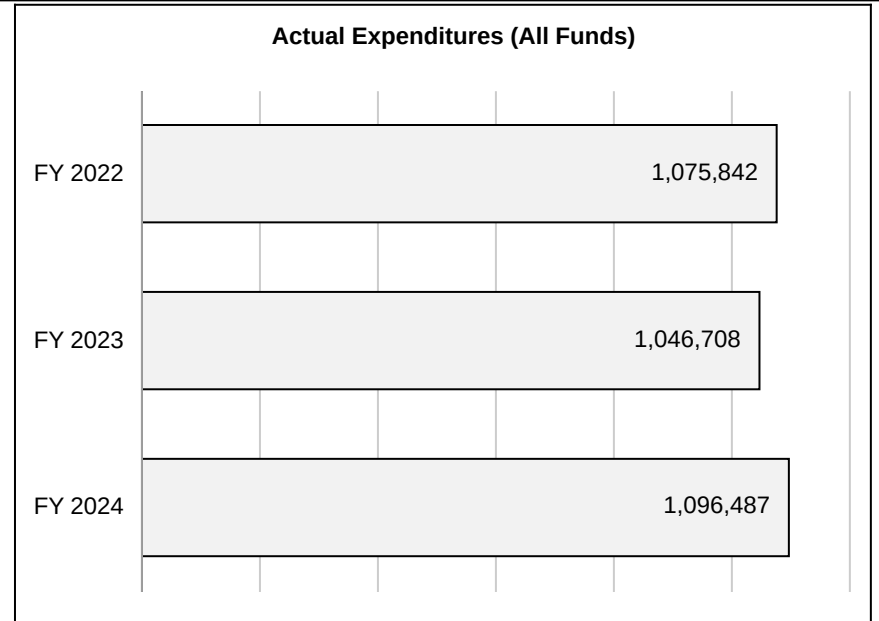 Actual Expenditures (All Funds)
FY 2022 1,075,842
FY 2023 1,046,708
FY 2024 1,096,487